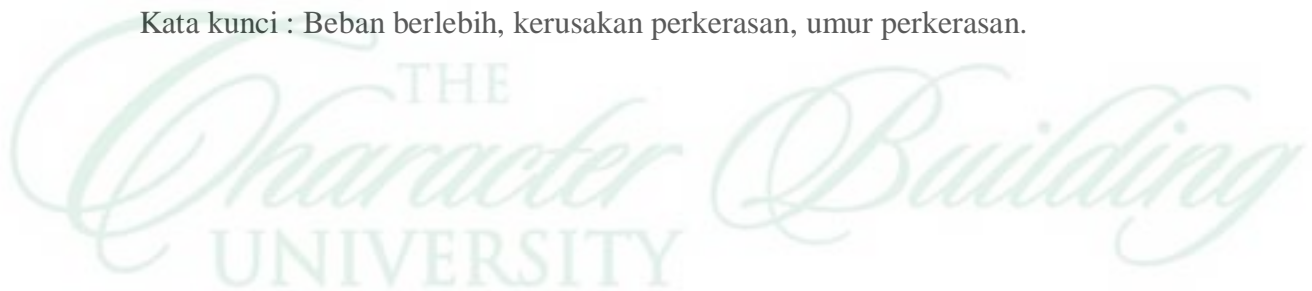 Kata kunci : Beban berlebih, kerusakan perkerasan, umur perkerasan.
THE
Character Building
UNIVERSITY